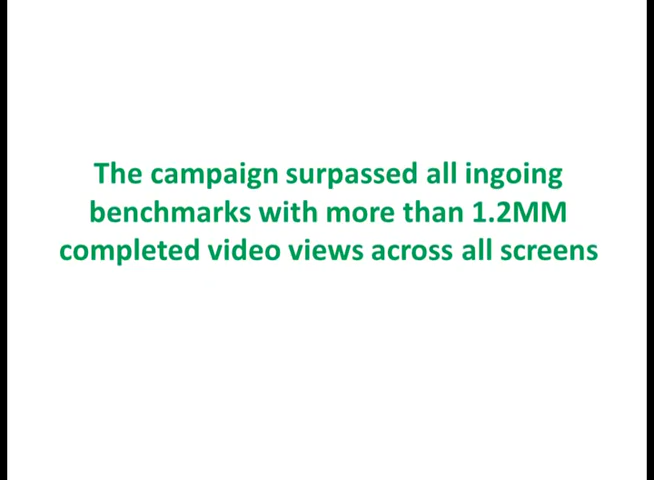 The campaign surpassed all ingoing
benchmarks with more than 1.2MM
completed video views across all screens